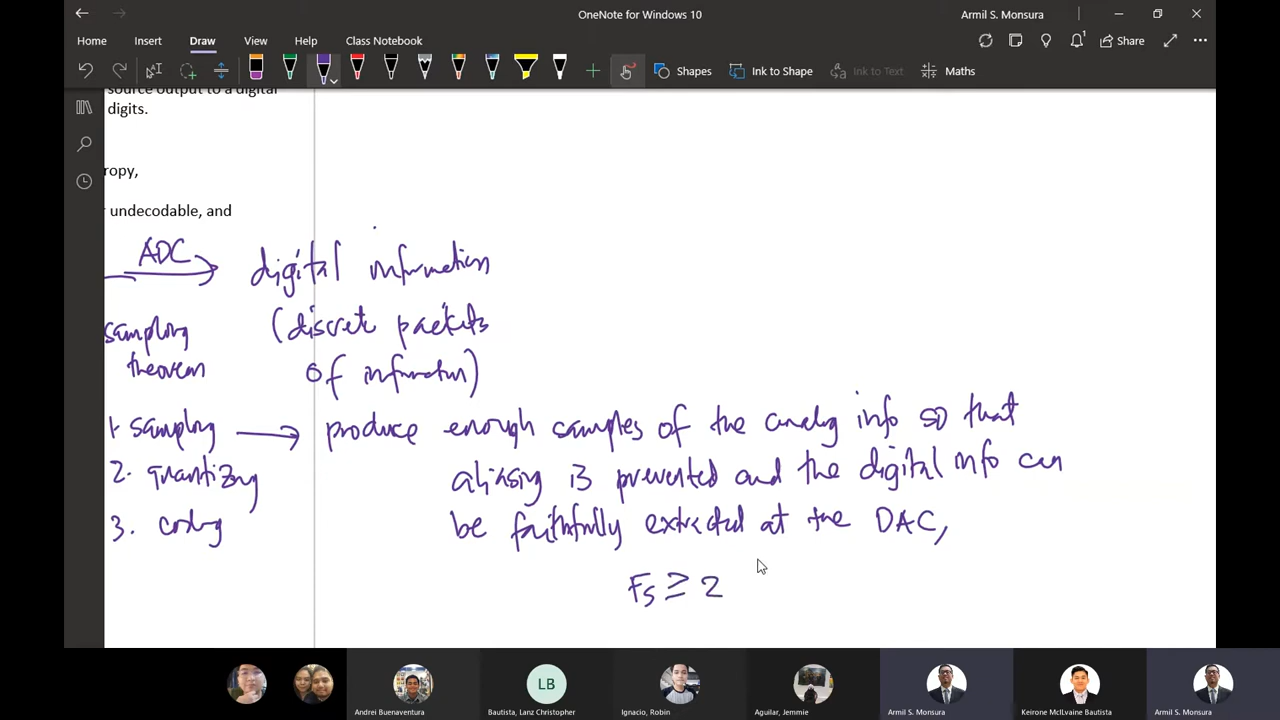 OneNote for Windows 10
Armil S. Monsura
Home Insert Draw View Help Class Notebook
Share
Shapes Ink to Shape Ink to Text Maths
source output to a digital
digits.
ropy,
r undecodable, and
ADC digital information
sampling (discrete packets
theorem of information)
1. sampling → produce enough samples of the analog info so that
2. quantizing aliasing is prevented and the digital info can
3. coding be faithfully extracted at the DAC,
Fs ≥ 2
LB
Andrei Buenaventura Bautista, Lanz Christopher Ignacio, Robin Aguilar, Jemmie Armil S. Monsura Keirone McIlvaine Bautista Armil S. Monsura